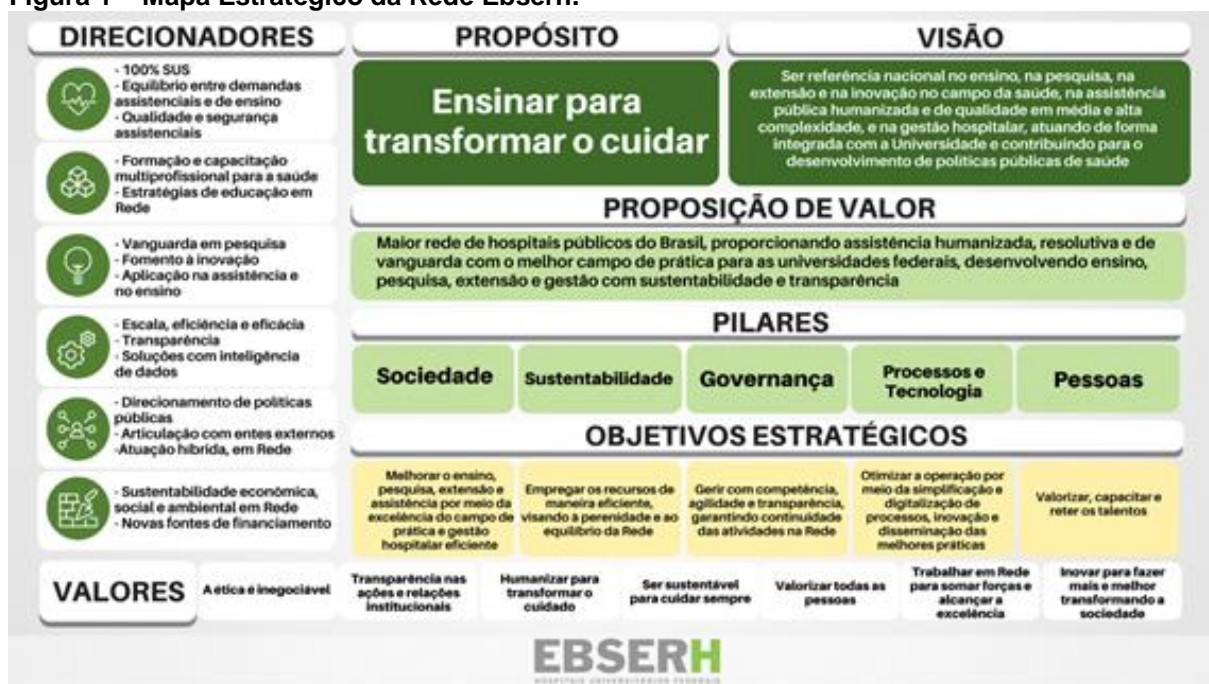 Figura 1 – Mapa Estratégico da Rede Ebserh.
DIRECIONADORES
- 100% SUS
- Equilíbrio entre demandas
assistenciais e de ensino
- Qualidade e segurança
assistenciais
- Formação e capacitação
multiprofissional para a saúde
- Estratégias de educação em
Rede
- Vanguarda em pesquisa
- Fomento à inovação
- Aplicação na assistência e
no ensino
- Escala, eficiência e eficácia
- Transparência
- Soluções com inteligência
de dados
- Direcionamento de políticas
públicas
- Articulação com entes externos
-Atuação híbrida, em Rede
- Sustentabilidade econômica,
social e ambiental em Rede
- Novas fontes de financiamento
PROPÓSITO
Ensinar para
transformar o cuidar
VISÃO
Ser referência nacional no ensino, na pesquisa, na
extensão e na inovação no campo da saúde, na assistência
pública humanizada e de qualidade em média e alta
complexidade, e na gestão hospitalar, atuando de forma
integrada com a Universidade e contribuindo para o
desenvolvimento de políticas públicas de saúde
PROPOSIÇÃO DE VALOR
Maior rede de hospitais públicos do Brasil, proporcionando assistência humanizada, resolutiva e de
vanguarda com o melhor campo de prática para as universidades federais, desenvolvendo ensino,
pesquisa, extensão e gestão com sustentabilidade e transparência
PILARES
Sociedade
Sustentabilidade
Governança
Processos e
Tecnologia
Pessoas
OBJETIVOS ESTRATÉGICOS
Melhorar o ensino,
pesquisa, extensão e
assistência por meio da
excelência do campo de
prática e gestão
hospitalar eficiente
Empregar os recursos de
maneira eficiente,
visando à perenidade e ao
equilíbrio da Rede
Gerir com competência,
agilidade e transparência,
garantindo continuidade
das atividades na Rede
Otimizar a operação por
meio da simplificação e
digitalização de
processos, inovação e
disseminação das
melhores práticas
Valorizar, capacitar e
reter os talentos
VALORES
A ética é inegociável
Transparência nas
ações e relações
institucionais
Humanizar para
transformar o
cuidado
Ser sustentável
para cuidar sempre
Valorizar todas as
pessoas
Trabalhar em Rede
para somar forças e
alcançar a
excelência
Inovar para fazer
mais e melhor
transformando a
sociedade
EBSERH
HOSPITAIS UNIVERSITÁRIOS FEDERAIS